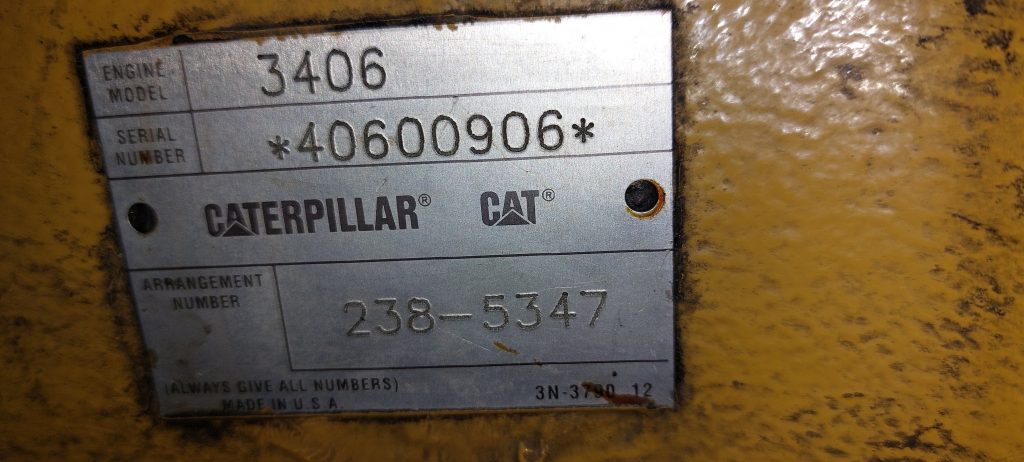 ENGINE MODEL 3406
SERIAL NUMBER *40600906*
CATERPILLAR® CAT®
ARRANGEMENT NUMBER 238-5347
(ALWAYS GIVE ALL NUMBERS)
MADE IN U.S.A. 3N-3790 12